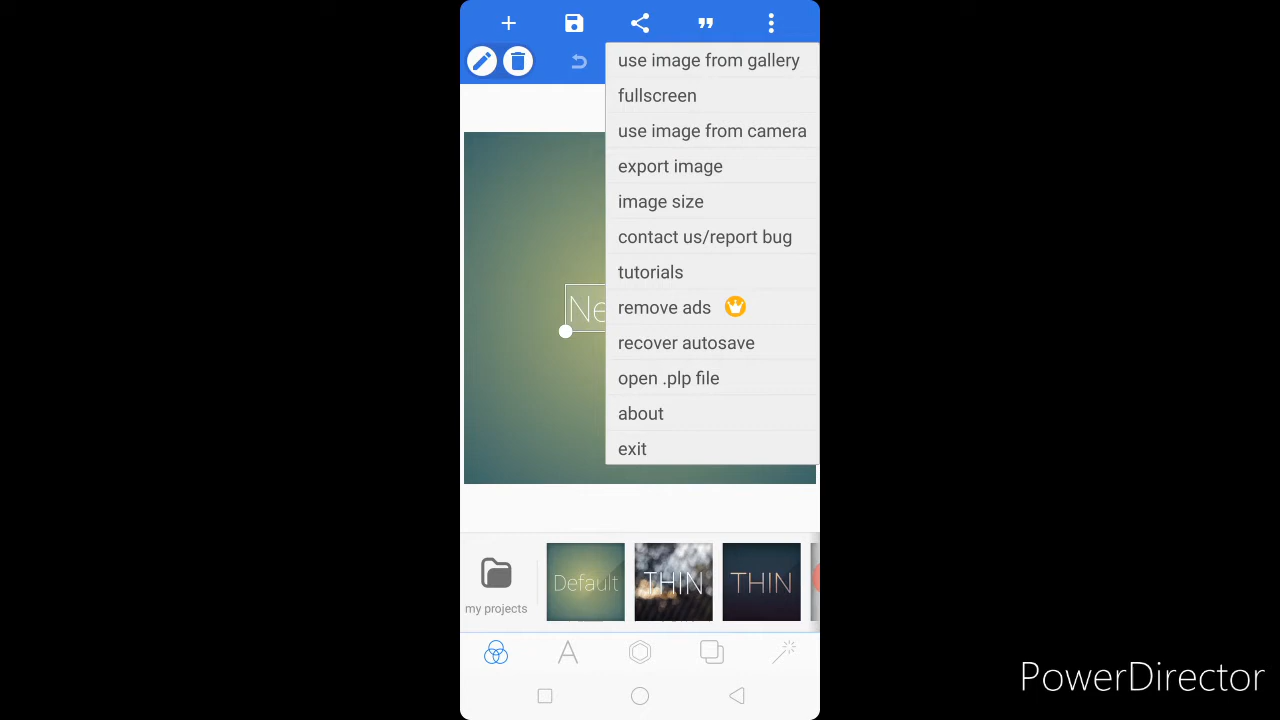 use image from gallery
fullscreen
use image from camera
export image
image size
contact us/report bug
tutorials
remove ads
recover autosave
open .plp file
about
exit
Ne
my projects
Default
THIN
THIN
PowerDirector